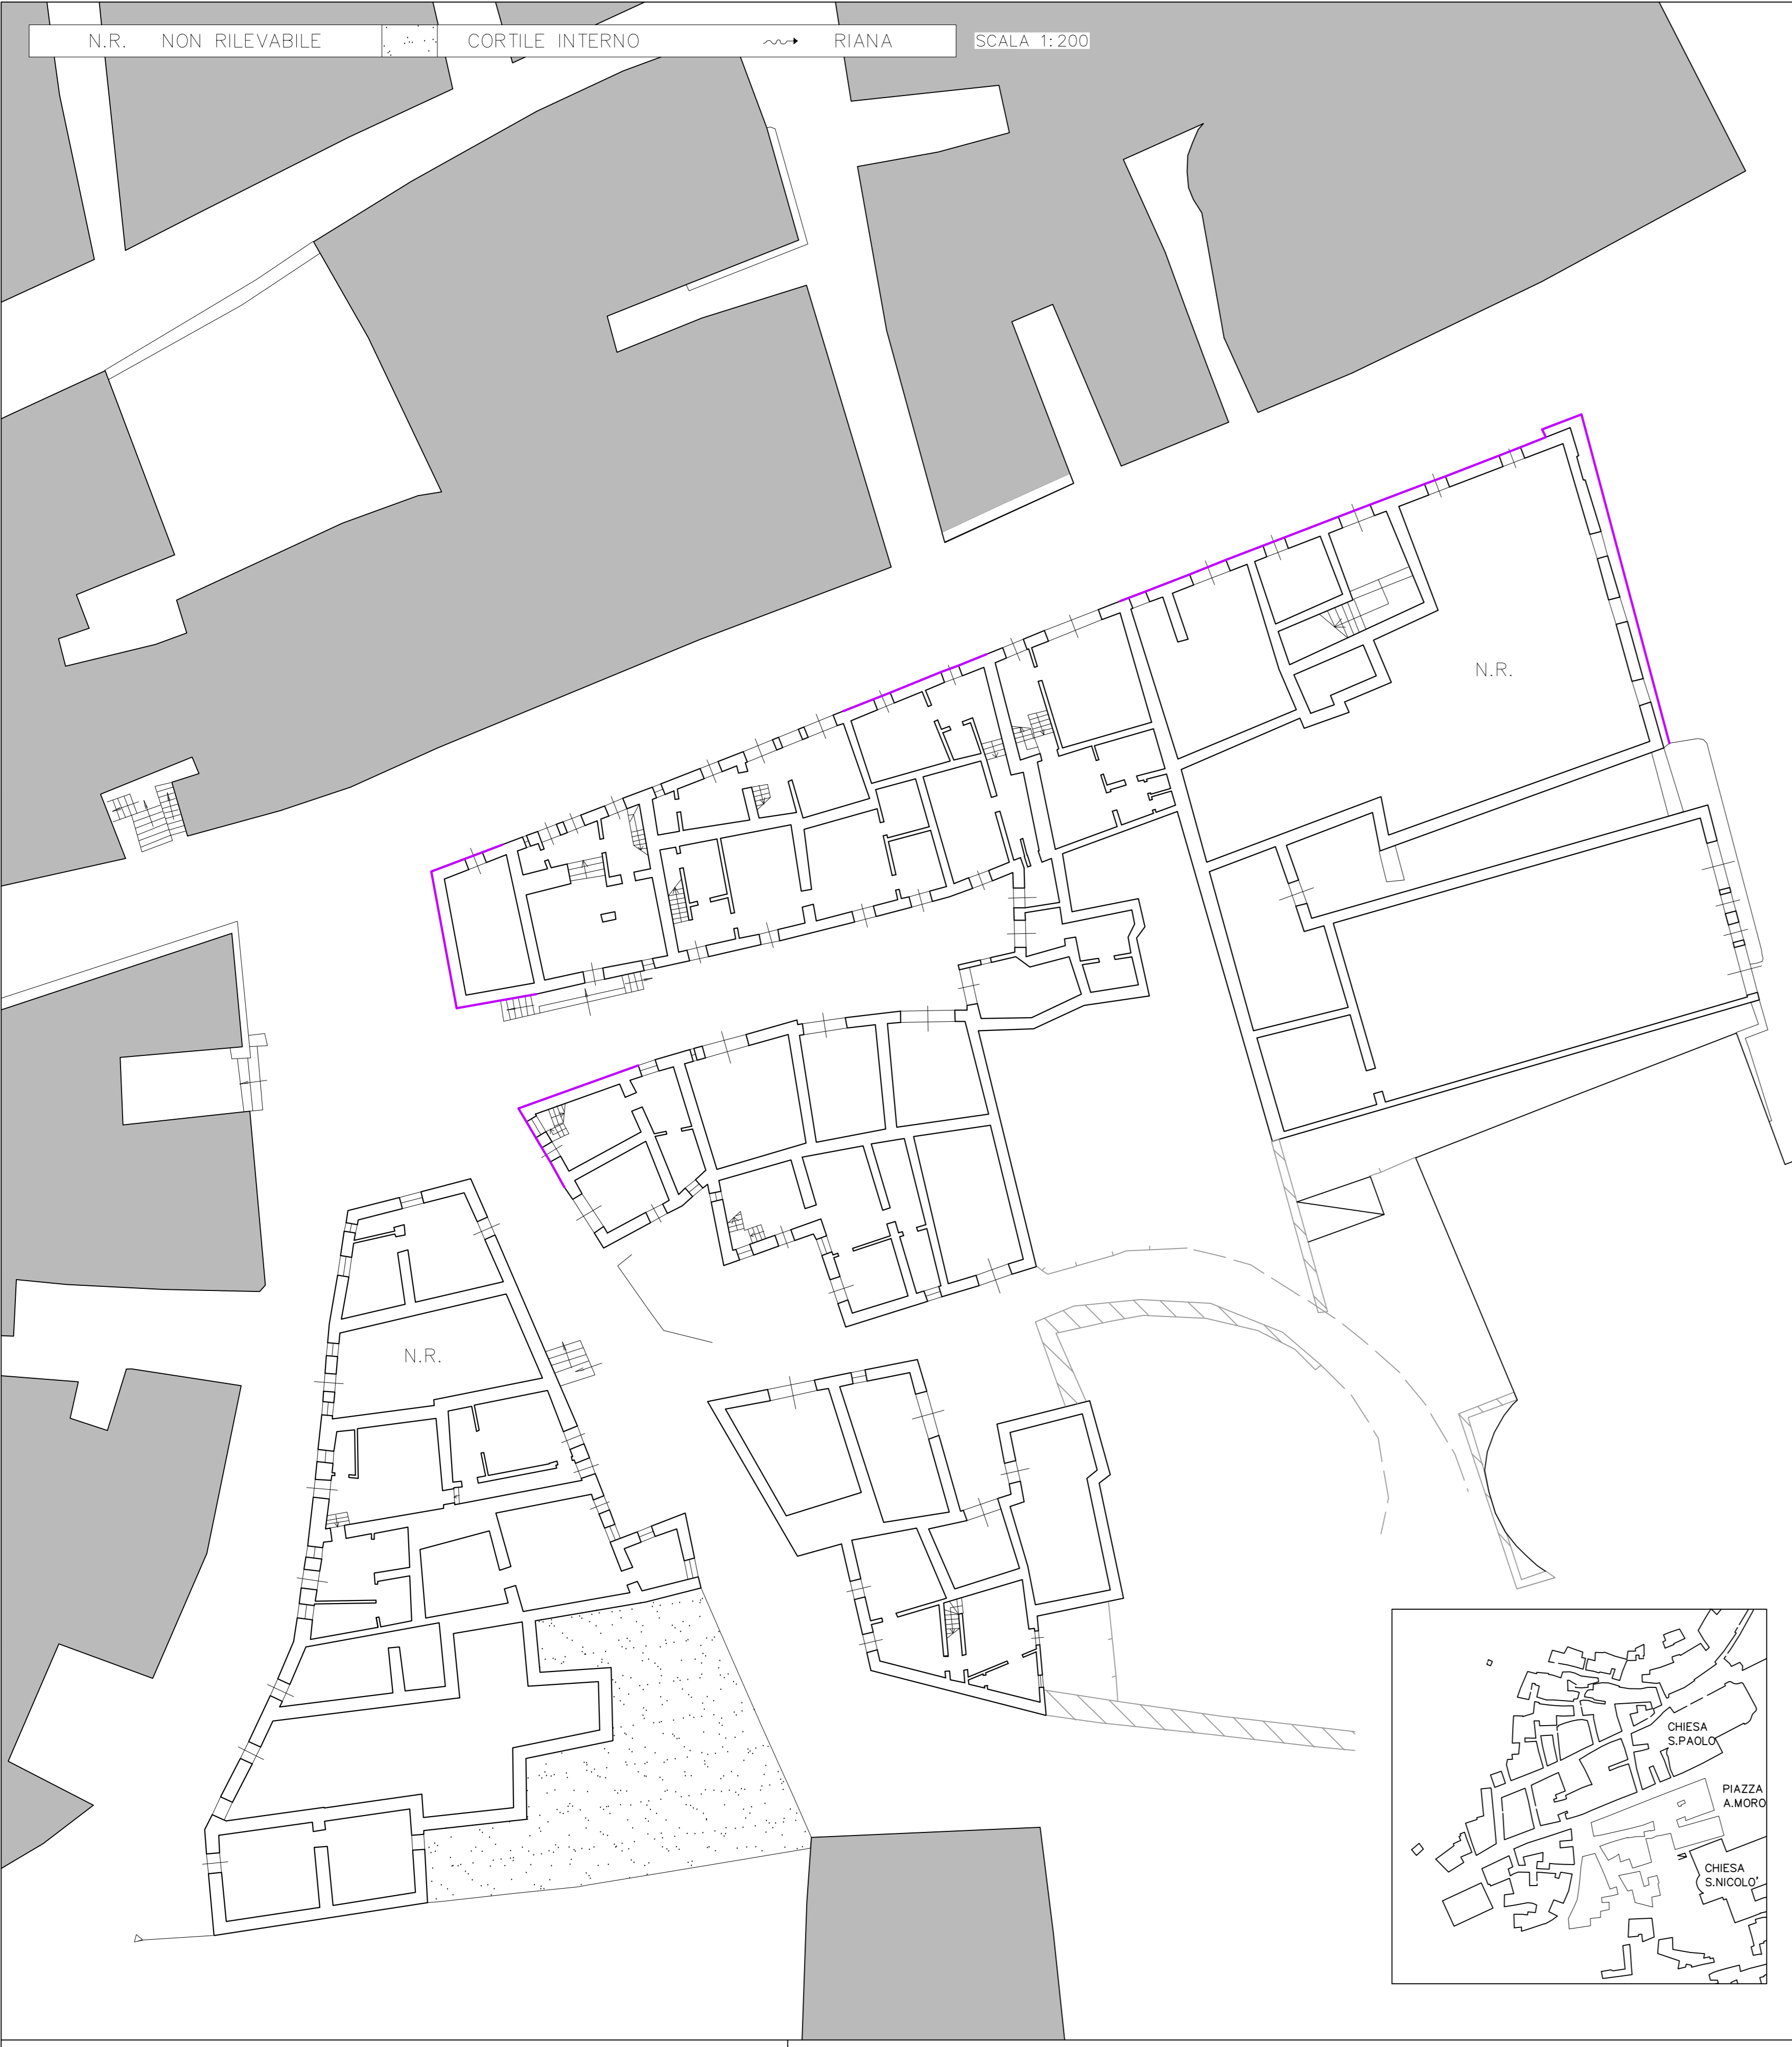 N.R. NON RILEVABILE CORTILE INTERNO RIANA SCALA 1:200
N.R.
N.R.
CHIESA
S.PAOLO
PIAZZA
A.MORO
CHIESA
S.NICOLO'